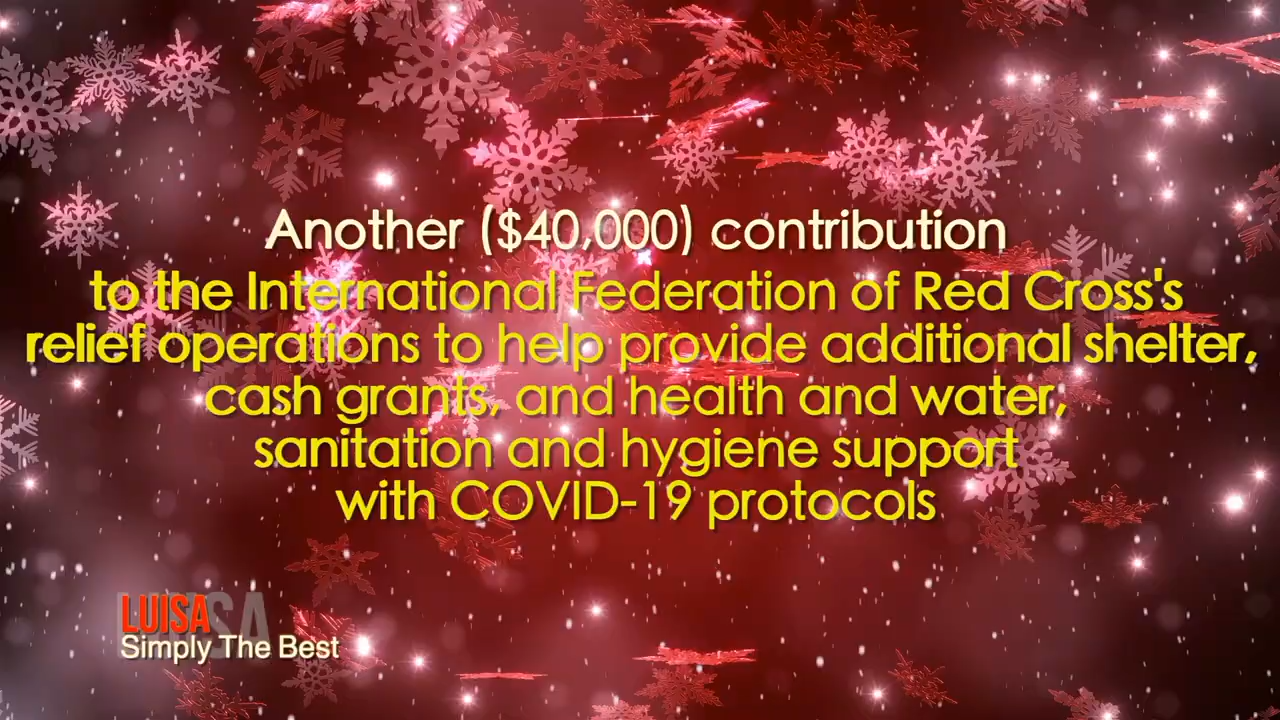 Another ($40,000) contribution
to the International Federation of Red Cross's
relief operations to help provide additional shelter,
cash grants, and health and water,
sanitation and hygiene support
with COVID-19 protocols
LUISA
Simply The Best